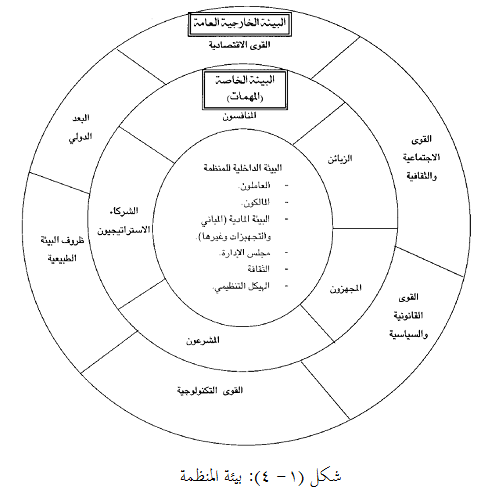 البيئة الخارجية العامة
القوى الاقتصادية
البيئة الخاصة
(المهمات)
المنافسون
البعد
الدولي
القوى
الاجتماعية
والثقافية
الزبائن
البيئة الداخلية للمنظمة
- العاملون.
- المالكون.
- البيئة المادية (المباني
والتجهيزات وغيرها).
- مجلس الإدارة.
- الثقافة
- الهيكل التنظيمي.
الشركاء
الاستراتيجيون
ظروف البيئة
الطبيعية
المجهزون
القوى
القانونية
والسياسية
المشرعون
القوى التكنولوجية
شكل (١ - ٤): بيئة المنظمة